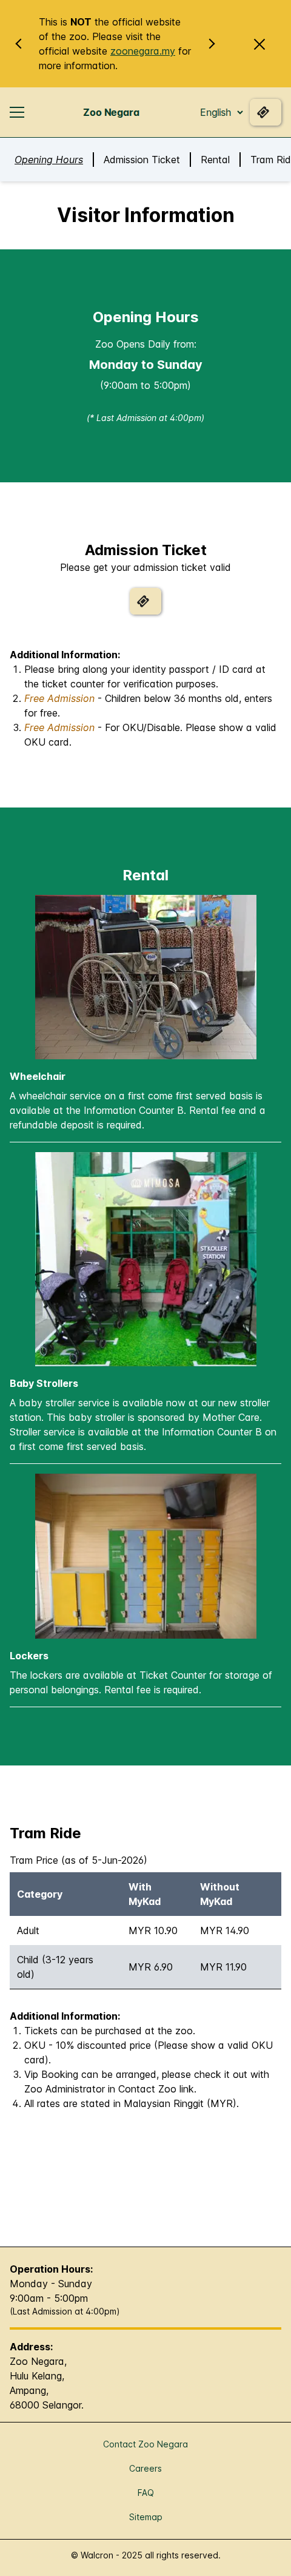 This is NOT the official website
of the zoo. Please visit the
official website zoonegara.my for
more information.
Zoo Negara
English
Opening Hours
Admission Ticket
Rental
Tram Rid
Visitor Information
Opening Hours
Zoo Opens Daily from:
Monday to Sunday
(9:00am to 5:00pm)
(* Last Admission at 4:00pm)
Admission Ticket
Please get your admission ticket valid
Additional Information:
1. Please bring along your identity passport / ID card at
the ticket counter for verification purposes.
2. Free Admission - Children below 36 months old, enters
for free.
3. Free Admission - For OKU/Disable. Please show a valid
OKU card.
Rental
Wheelchair
A wheelchair service on a first come first served basis is
available at the Information Counter B. Rental fee and a
refundable deposit is required.
MIMOSA
STROLLER
STATION
Baby Strollers
A baby stroller service is available now at our new stroller
station. This baby stroller is sponsored by Mother Care.
Stroller service is available at the Information Counter B on
a first come first served basis.
Lockers
The lockers are available at Ticket Counter for storage of
personal belongings. Rental fee is required.
Tram Ride
Tram Price (as of 5-Jun-2026)
Category
With
MyKad
Without
MyKad
Adult
MYR 10.90
MYR 14.90
Child (3-12 years
old)
MYR 6.90
MYR 11.90
Additional Information:
1. Tickets can be purchased at the zoo.
2. OKU - 10% discounted price (Please show a valid OKU
card).
3. Vip Booking can be arranged, please check it out with
Zoo Administrator in Contact Zoo link.
4. All rates are stated in Malaysian Ringgit (MYR).
Operation Hours:
Monday - Sunday
9:00am - 5:00pm
(Last Admission at 4:00pm)
Address:
Zoo Negara,
Hulu Kelang,
Ampang,
68000 Selangor.
Contact Zoo Negara
Careers
FAQ
Sitemap
© Walcron - 2025 all rights reserved.